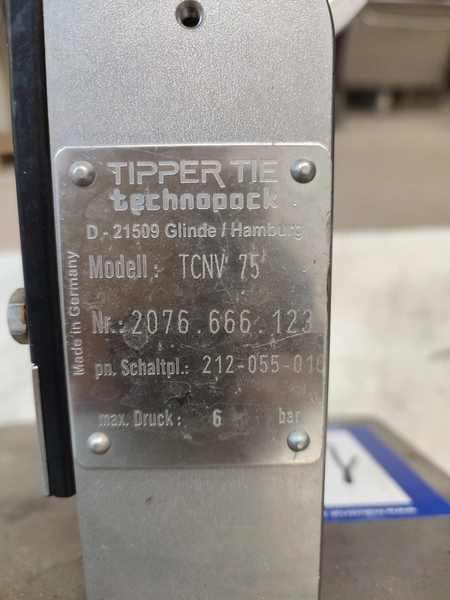 TIPPER TIE
technopack
D - 21509 Glinde / Hamburg
Made in Germany
Modell : TCNV 75
Nr.: 2076.666.123
pn. Schaltpl.: 212-055-010
max. Druck : 6 bar